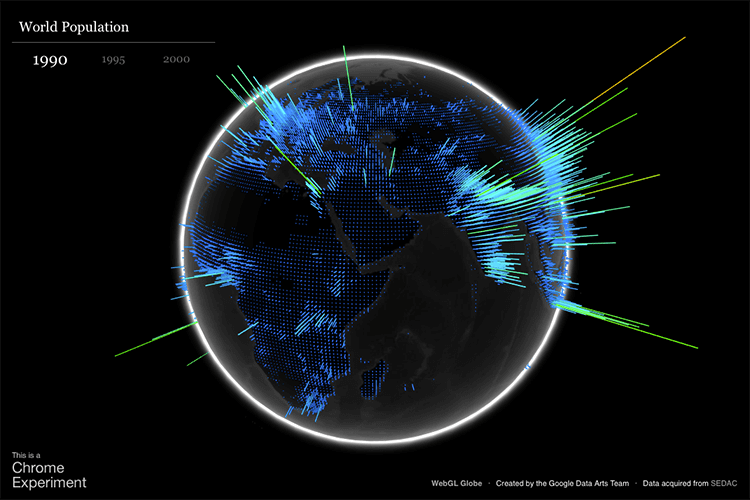 World Population
1990 1995 2000
This is a
Chrome
Experiment
WebGL Globe · Created by the Google Data Arts Team · Data acquired from SEDAC